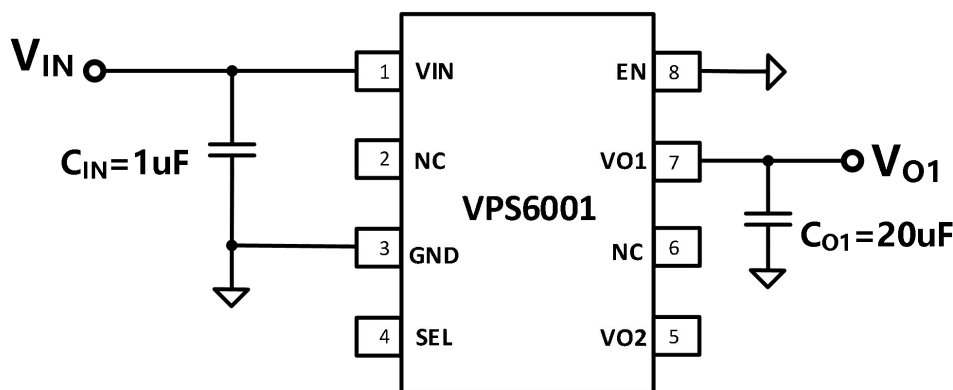 VIN
CIN=1uF
1 VIN
2 NC
3 GND
4 SEL
VPS6001
EN 8
VO1 7
NC 6
VO2 5
VO1
CO1=20uF